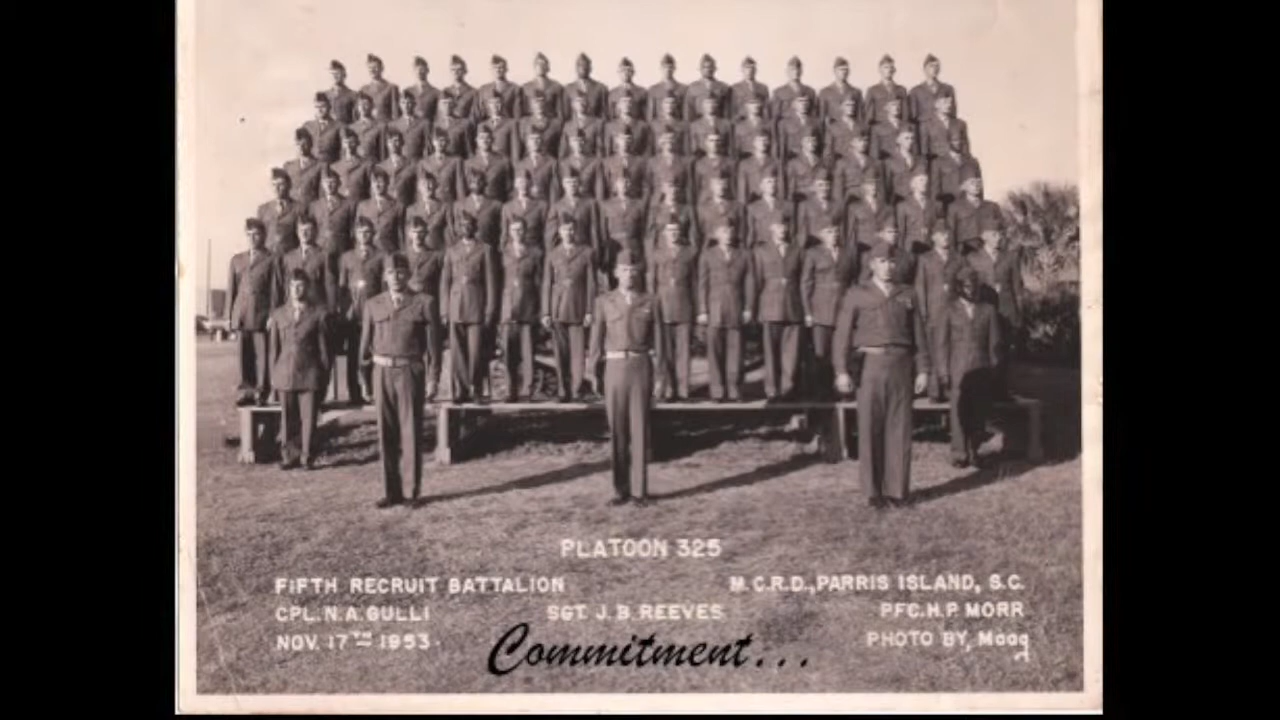 PLATOON 325
FIFTH RECRUIT BATTALION M.C.R.D., PARRIS ISLAND, S.C.
CPL. N.A. GULLI SGT. J.B. REEVES PFC. H.P. MORR
NOV. 17TH 1953. PHOTO BY, Moag
Commitment...